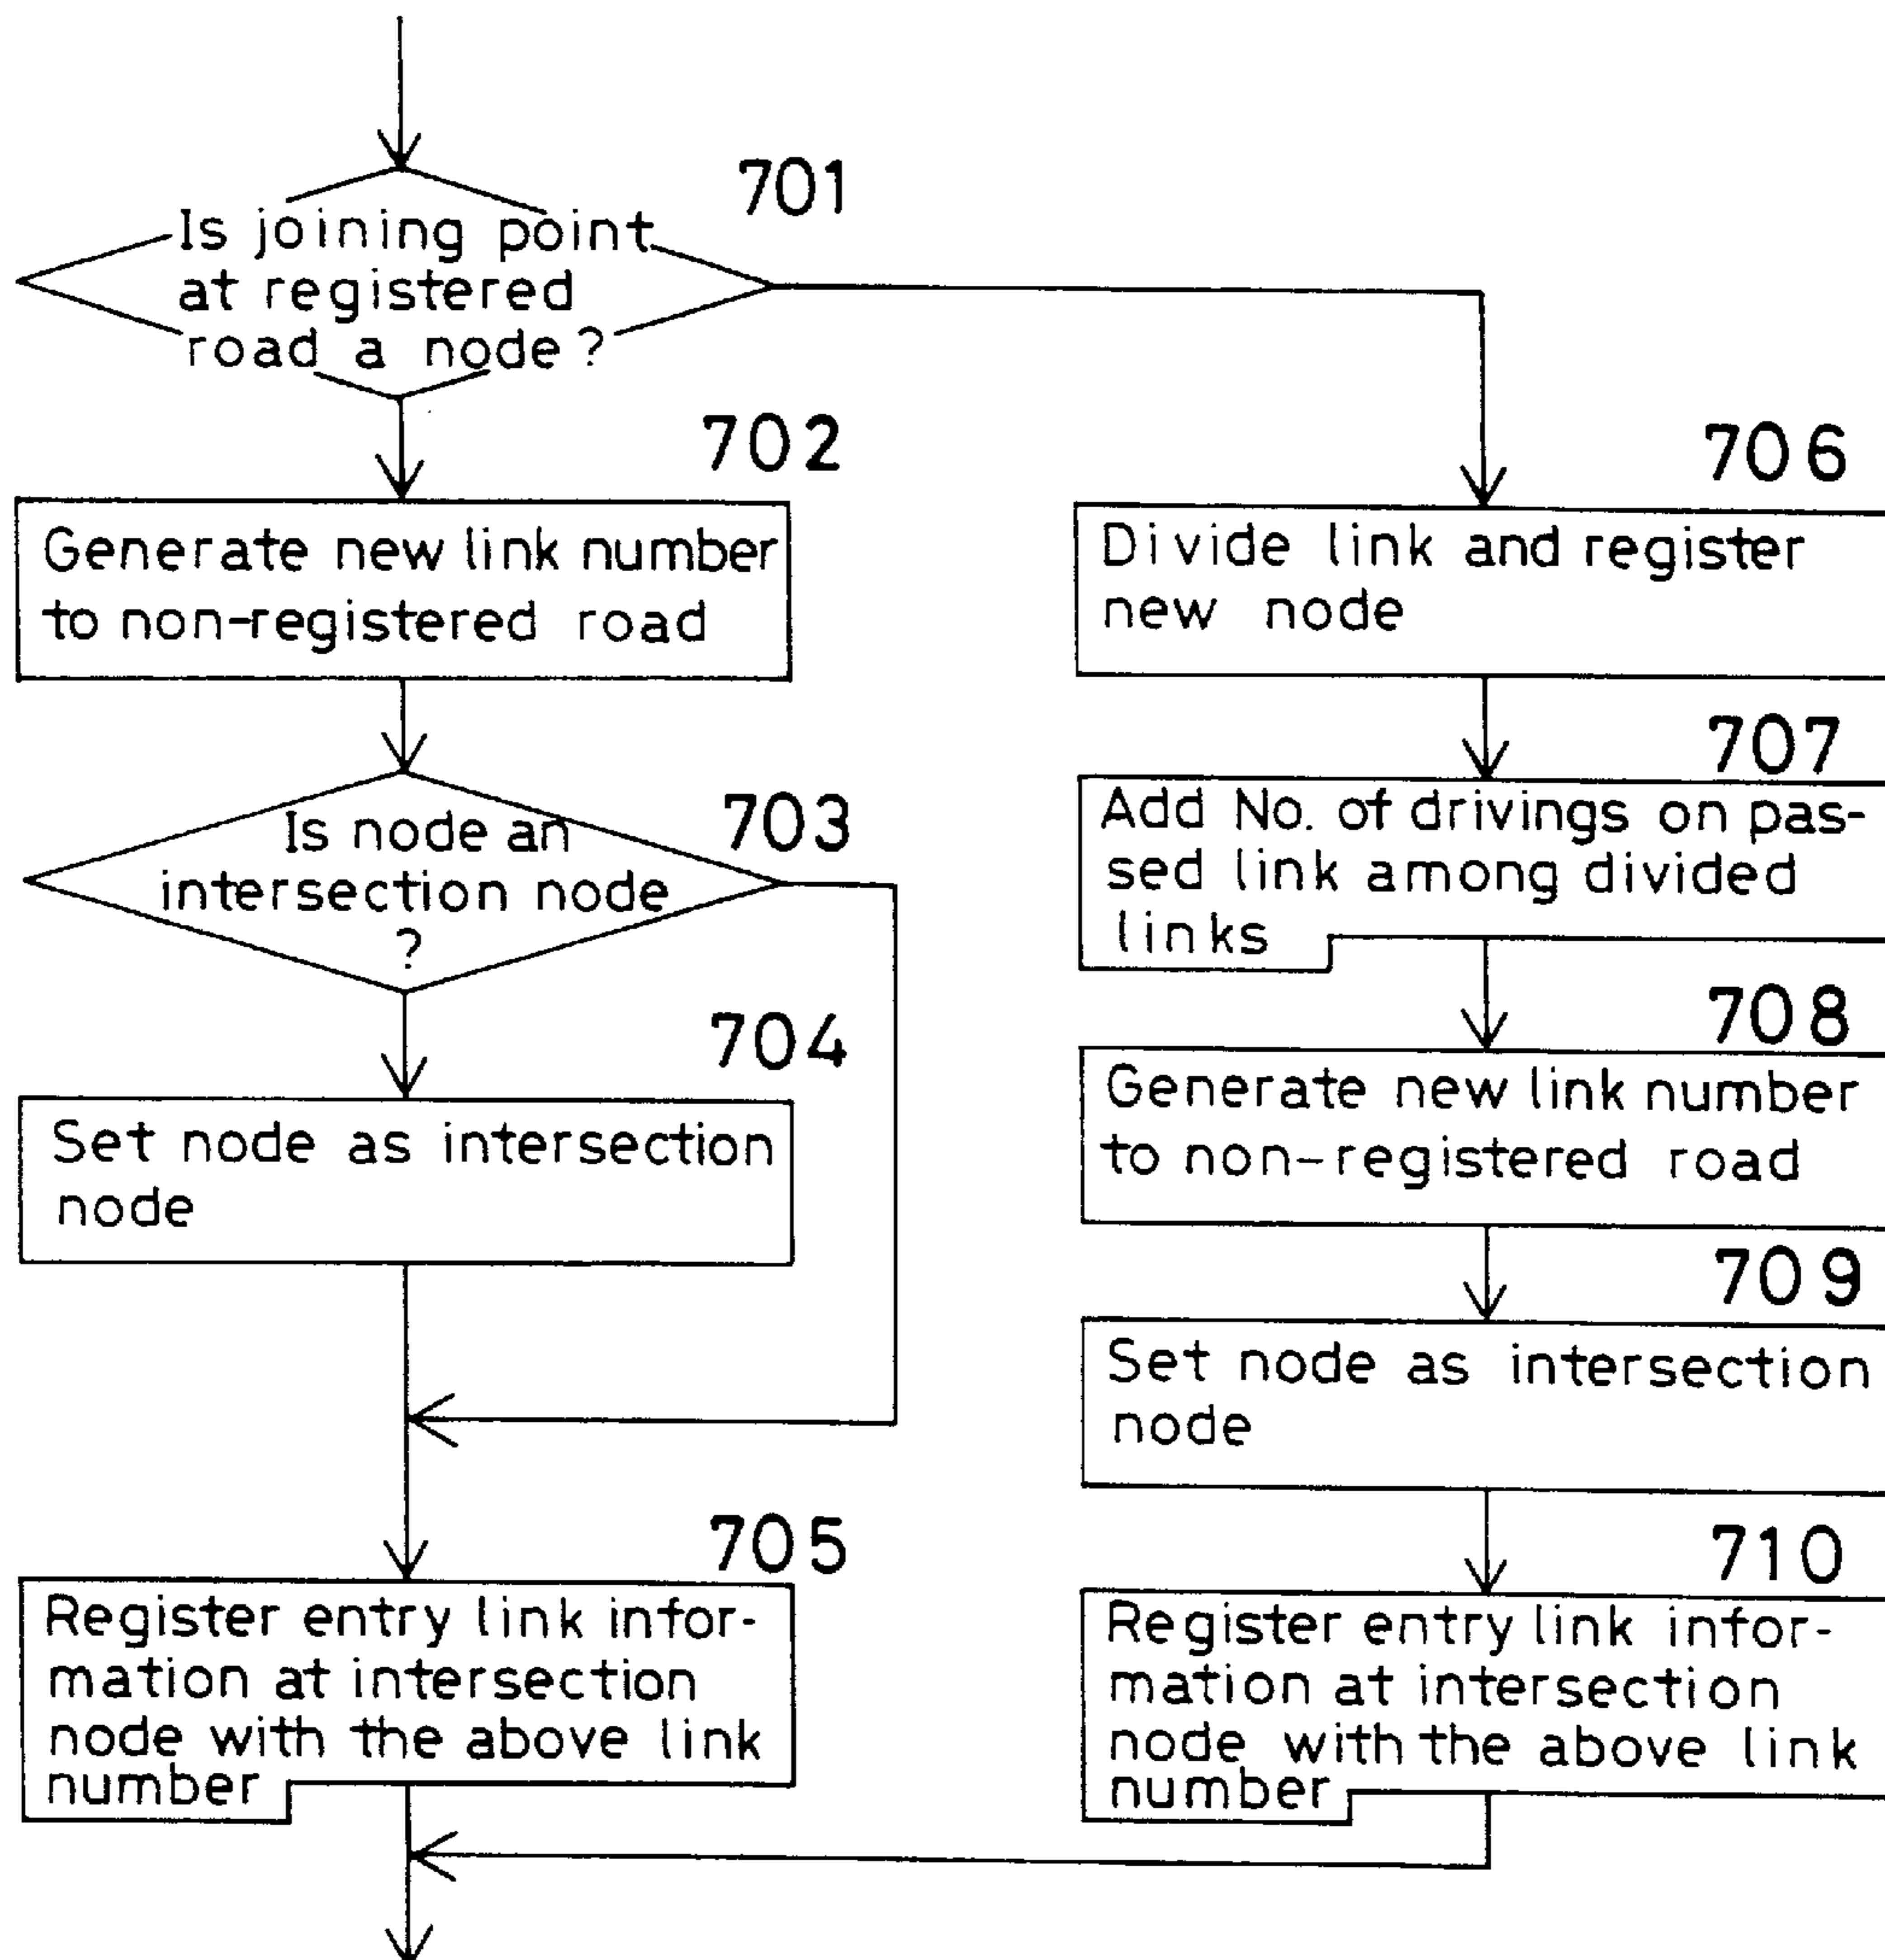 701
Is joining point
at registered
road a node?
702
Generate new link number
to non-registered road
703
Is node an
intersection node
?
704
Set node as intersection
node
705
Register entry link infor-
mation at intersection
node with the above link
number
706
Divide link and register
new node
707
Add No. of drivings on pas-
sed link among divided
links
708
Generate new link number
to non-registered road
709
Set node as intersection
node
710
Register entry link infor-
mation at intersection
node with the above link
number